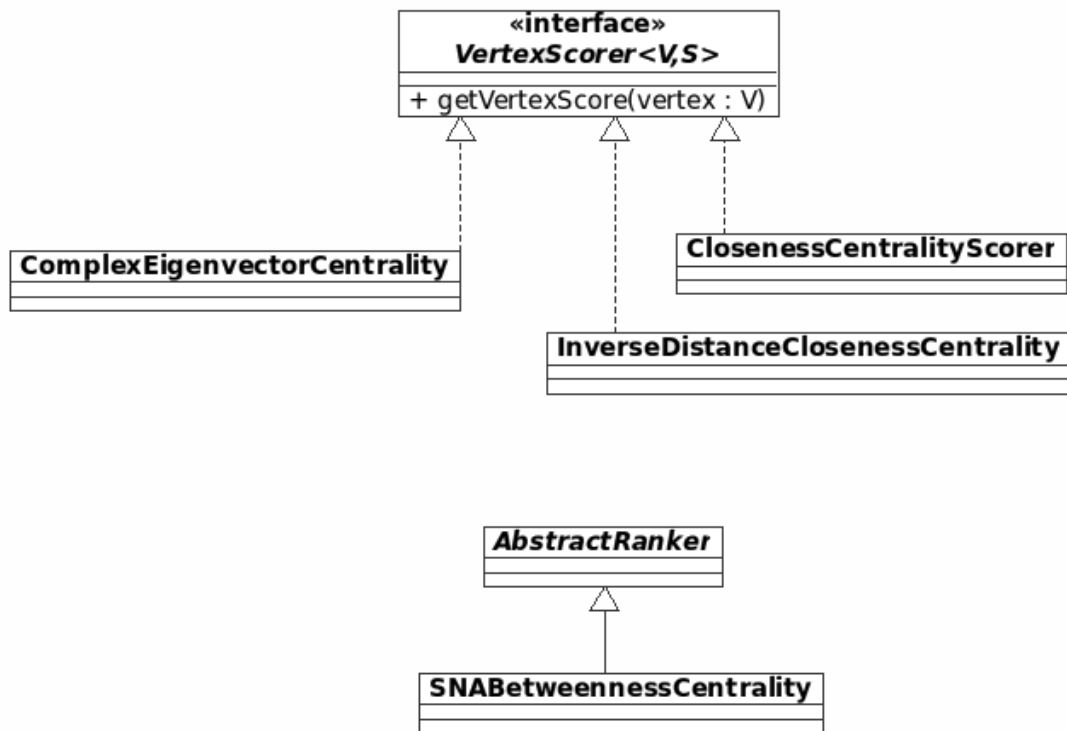 «interface»
VertexScorer<V,S>
+ getVertexScore(vertex : V)
ComplexEigenvectorCentrality
ClosenessCentralityScorer
InverseDistanceClosenessCentrality
AbstractRanker
SNABetweennessCentrality